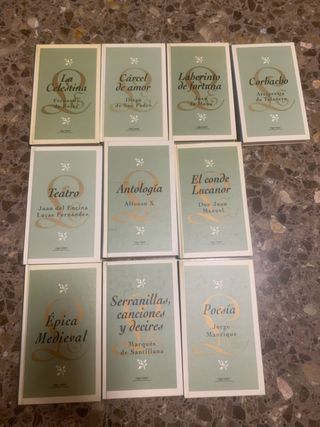 La
Celestina
Fernando
de Rojas
Cárcel
de amor
Diego
de San Pedro
Laberinto
de fortuna
Juan
de Mena
Corbacho
Arcipreste
de Talavera
Teatro
Juan del Encina
Lucas Fernández
Antología
Alfonso X
El conde
Lucanor
Don Juan
Manuel
Épica
Medieval
Serranillas,
canciones
y decires
Marqués
de Santillana
Poesía
Jorge
Manrique